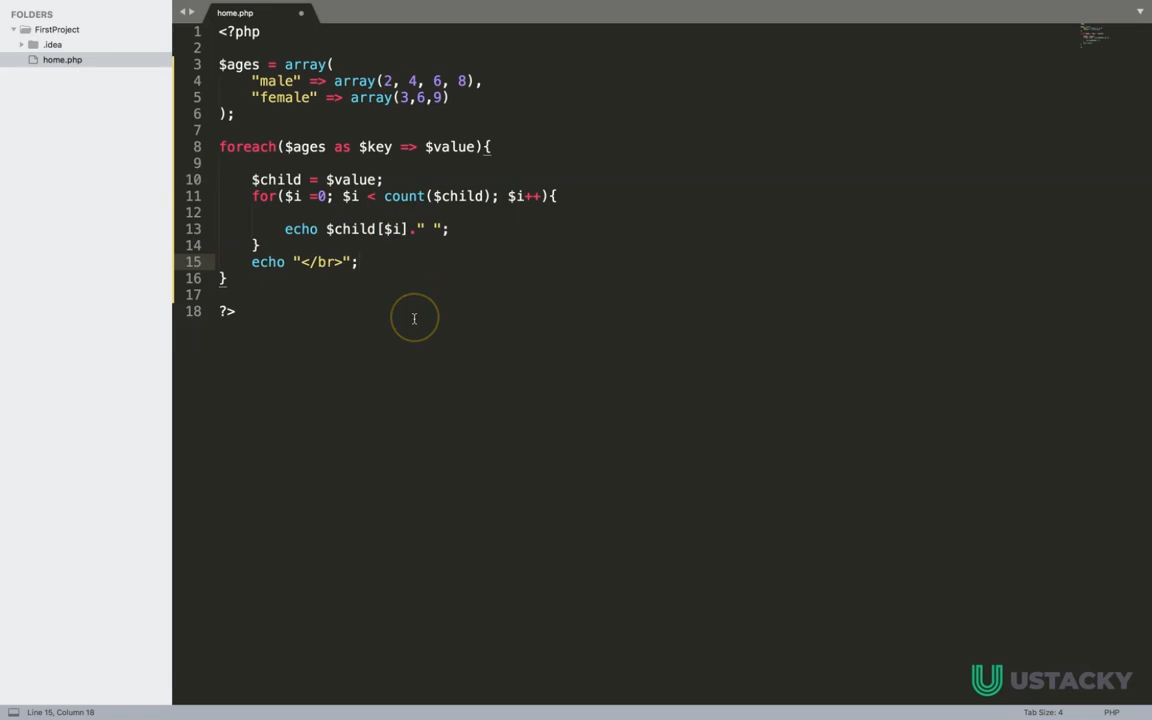 home.php
FOLDERS
FirstProject
.idea
home.php
1 <?php
2
3 $ages = array(
4     "male" => array(2, 4, 6, 8),
5     "female" => array(3,6,9)
6 );
7
8 foreach($ages as $key => $value){
9
10     $child = $value;
11     for($i =0; $i < count($child); $i++){
12
13         echo $child[$i]." ";
14     }
15     echo "</br>";
16 }
17
18 ?>
USTACKY
Line 15, Column 18
Tab Size: 4
PHP